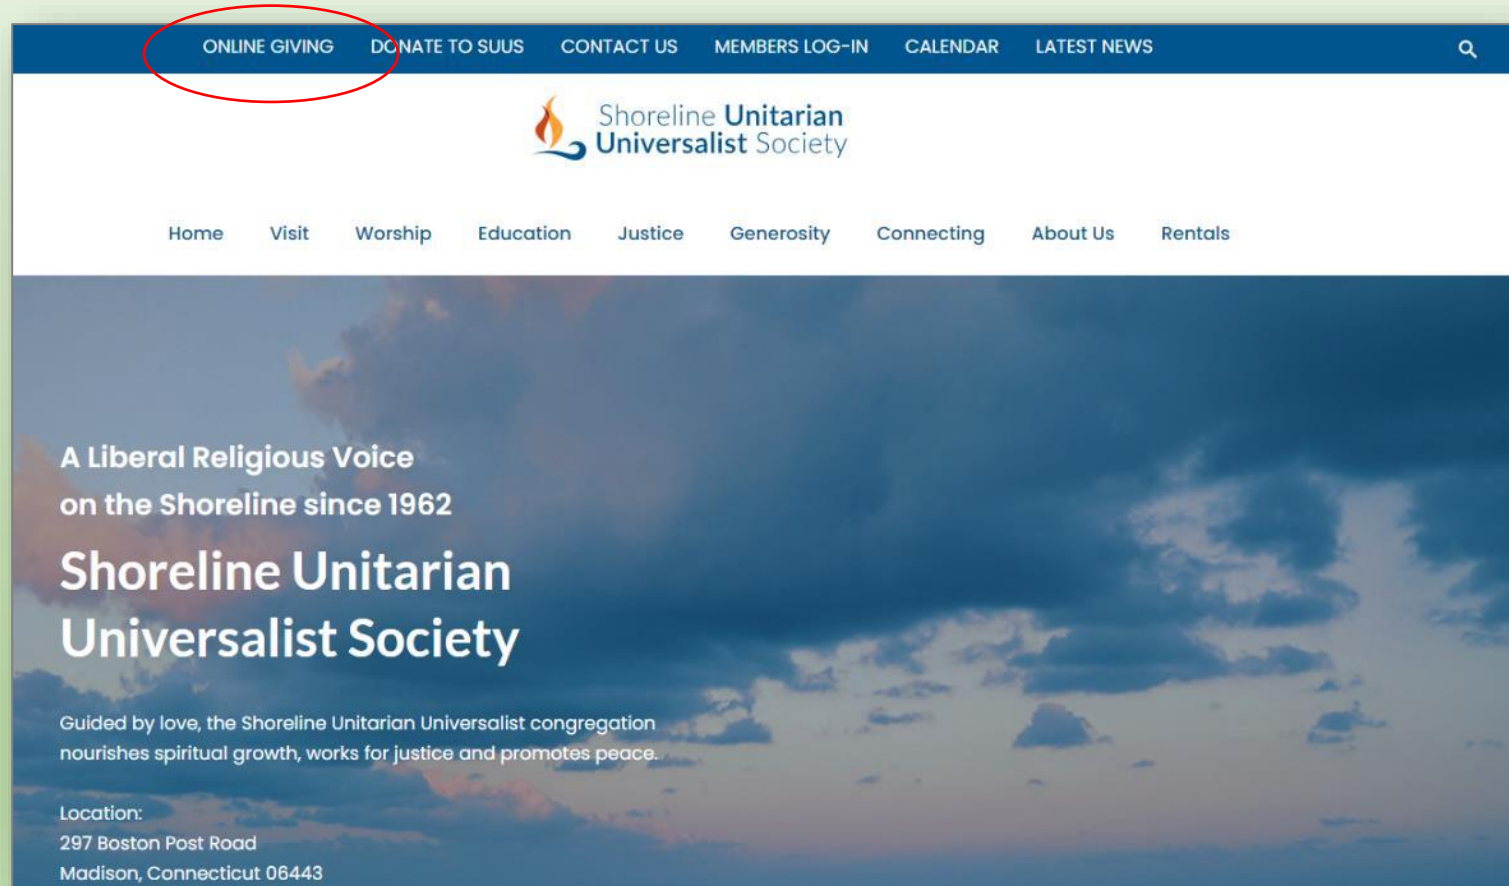 ONLINE GIVING DONATE TO SUUS CONTACT US MEMBERS LOG-IN CALENDAR LATEST NEWS
Shoreline Unitarian
Universalist Society
Home Visit Worship Education Justice Generosity Connecting About Us Rentals
A Liberal Religious Voice
on the Shoreline since 1962
Shoreline Unitarian
Universalist Society
Guided by love, the Shoreline Unitarian Universalist congregation
nourishes spiritual growth, works for justice and promotes peace.
Location:
297 Boston Post Road
Madison, Connecticut 06443